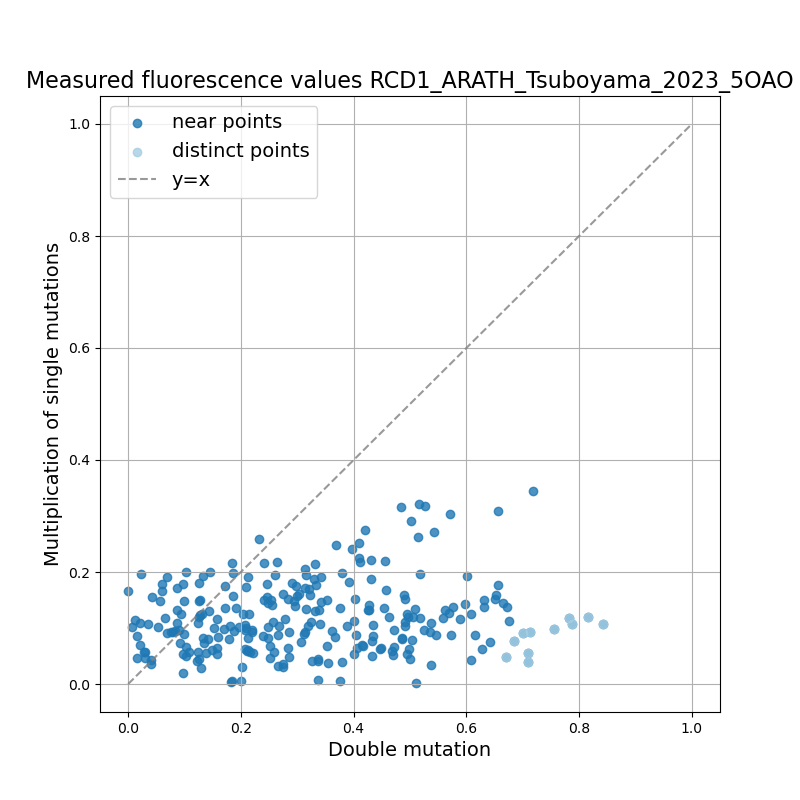 Measured fluorescence values RCD1_ARATH_Tsuboyama_2023_5OAO
near points
distinct points
y=x
1.0
0.8
0.6
0.4
0.2
0.0
Multiplication of single mutations
0.0 0.2 0.4 0.6 0.8 1.0
Double mutation